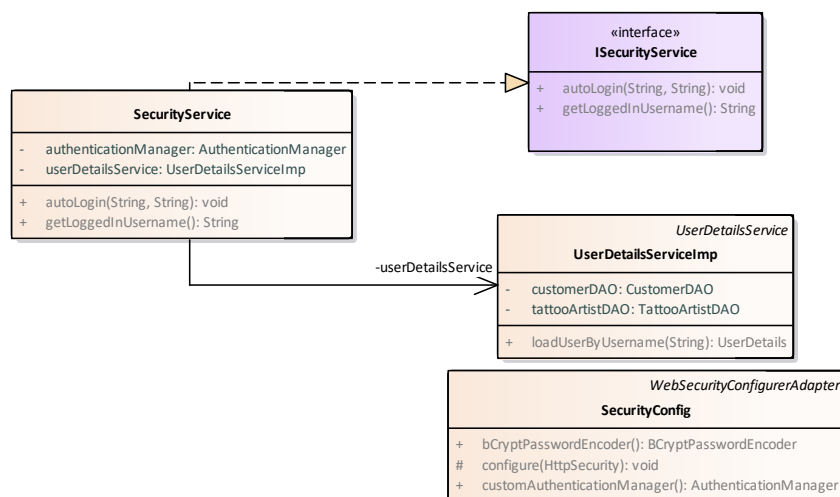 «interface»
ISecurityService
+ autoLogin(String, String): void
+ getLoggedInUsername(): String
SecurityService
- authenticationManager: AuthenticationManager
- userDetailsService: UserDetailsServiceImp
+ autoLogin(String, String): void
+ getLoggedInUsername(): String
-userDetailsService
UserDetailsService
UserDetailsServiceImp
- customerDAO: CustomerDAO
- tattooArtistDAO: TattooArtistDAO
+ loadUserByUsername(String): UserDetails
WebSecurityConfigurerAdapter
SecurityConfig
+ bCryptPasswordEncoder(): BCryptPasswordEncoder
# configure(HttpSecurity): void
+ customAuthenticationManager(): AuthenticationManager